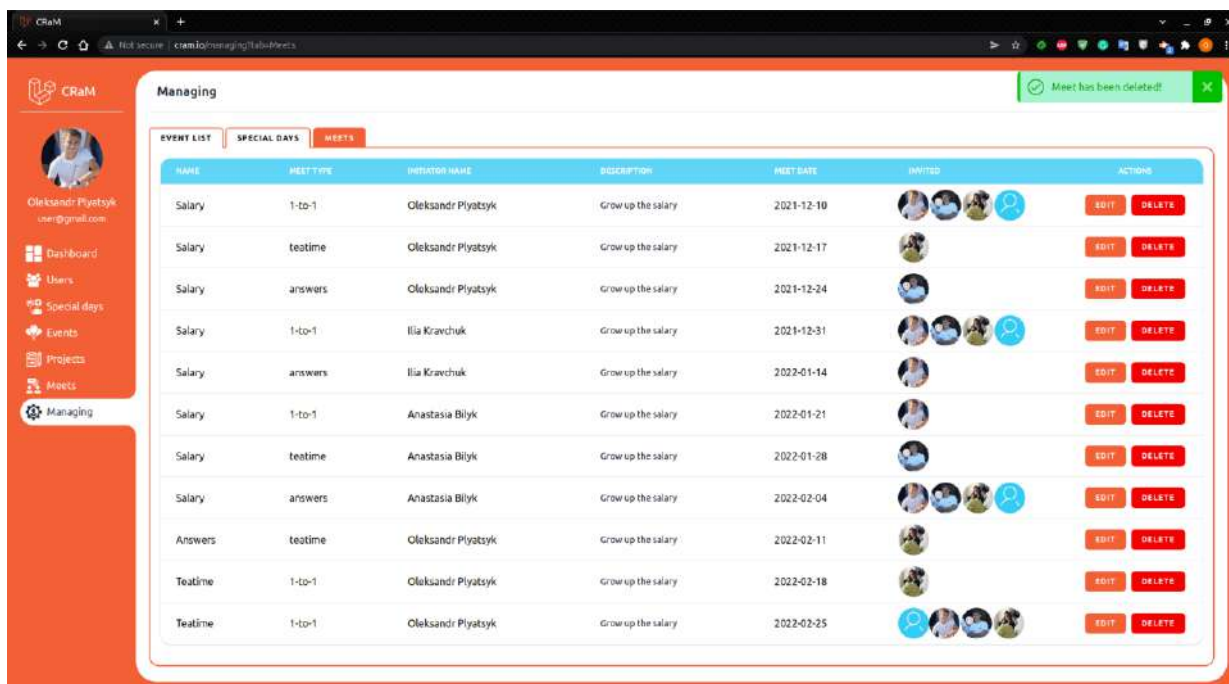 CRaM
Not secure | cram.io/managing?tab=Meets
CRaM
Managing
Meet has been deleted!
Oleksandr Plyatsyk
user@gmail.com
Dashboard
Users
Special days
Events
Projects
Meets
Managing
EVENT LIST SPECIAL DAYS MEETS
NAME MEET TYPE INITIATOR NAME DESCRIPTION MEET DATE INVITED ACTIONS
Salary 1-to-1 Oleksandr Plyatsyk Grow up the salary 2021-12-10 EDIT DELETE
Salary teatime Oleksandr Plyatsyk Grow up the salary 2021-12-17 EDIT DELETE
Salary answers Oleksandr Plyatsyk Grow up the salary 2021-12-24 EDIT DELETE
Salary 1-to-1 Ilia Kravchuk Grow up the salary 2021-12-31 EDIT DELETE
Salary answers Ilia Kravchuk Grow up the salary 2022-01-14 EDIT DELETE
Salary 1-to-1 Anastasia Bilyk Grow up the salary 2022-01-21 EDIT DELETE
Salary teatime Anastasia Bilyk Grow up the salary 2022-01-28 EDIT DELETE
Salary answers Anastasia Bilyk Grow up the salary 2022-02-04 EDIT DELETE
Answers teatime Oleksandr Plyatsyk Grow up the salary 2022-02-11 EDIT DELETE
Teatime 1-to-1 Oleksandr Plyatsyk Grow up the salary 2022-02-18 EDIT DELETE
Teatime 1-to-1 Oleksandr Plyatsyk Grow up the salary 2022-02-25 EDIT DELETE